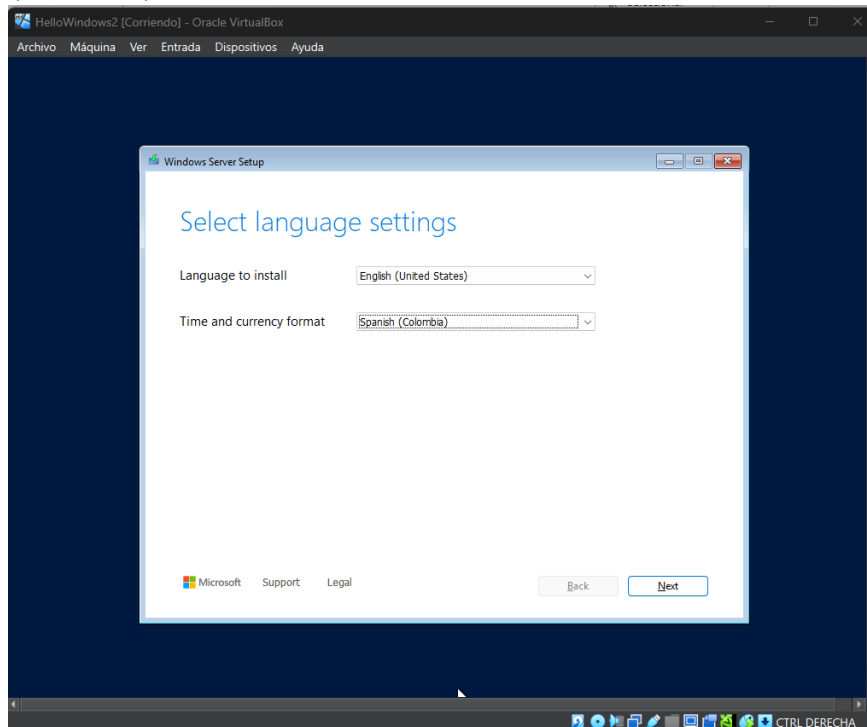 HelloWindows2 [Corriendo] - Oracle VirtualBox
Archivo Máquina Ver Entrada Dispositivos Ayuda
Windows Server Setup
Select language settings
Language to install English (United States)
Time and currency format Spanish (Colombia)
Microsoft Support Legal Back Next
CTRL DERECHA